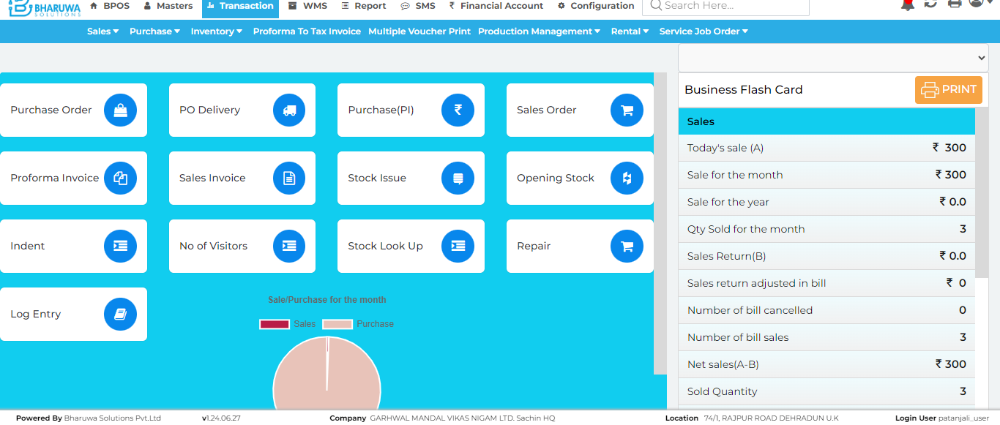 BHARUWA
SOLUTIONS
BPOS Masters Transaction WMS Report SMS ₹ Financial Account Configuration Search Here...
Sales Purchase Inventory Proforma To Tax Invoice Multiple Voucher Print Production Management Rental Service Job Order
Business Flash Card PRINT
Purchase Order PO Delivery Purchase(PI) ₹ Sales Order
Proforma Invoice Sales Invoice Stock Issue Opening Stock
Indent No of Visitors Stock Look Up Repair
Log Entry
Sale/Purchase for the month
Sales Purchase
Sales
Today's sale (A) ₹ 300
Sale for the month ₹ 300
Sale for the year ₹ 0.0
Qty Sold for the month 3
Sales Return(B) ₹ 0.0
Sales return adjusted in bill ₹ 0
Number of bill cancelled 0
Number of bill sales 3
Net sales(A-B) ₹ 300
Sold Quantity 3
Powered By Bharuwa Solutions Pvt.Ltd v1.24.06.27 Company GARHWAL MANDAL VIKAS NIGAM LTD. Sachin HQ Location 74/1, RAJPUR ROAD DEHRADUN U.K Login User patanjali_user